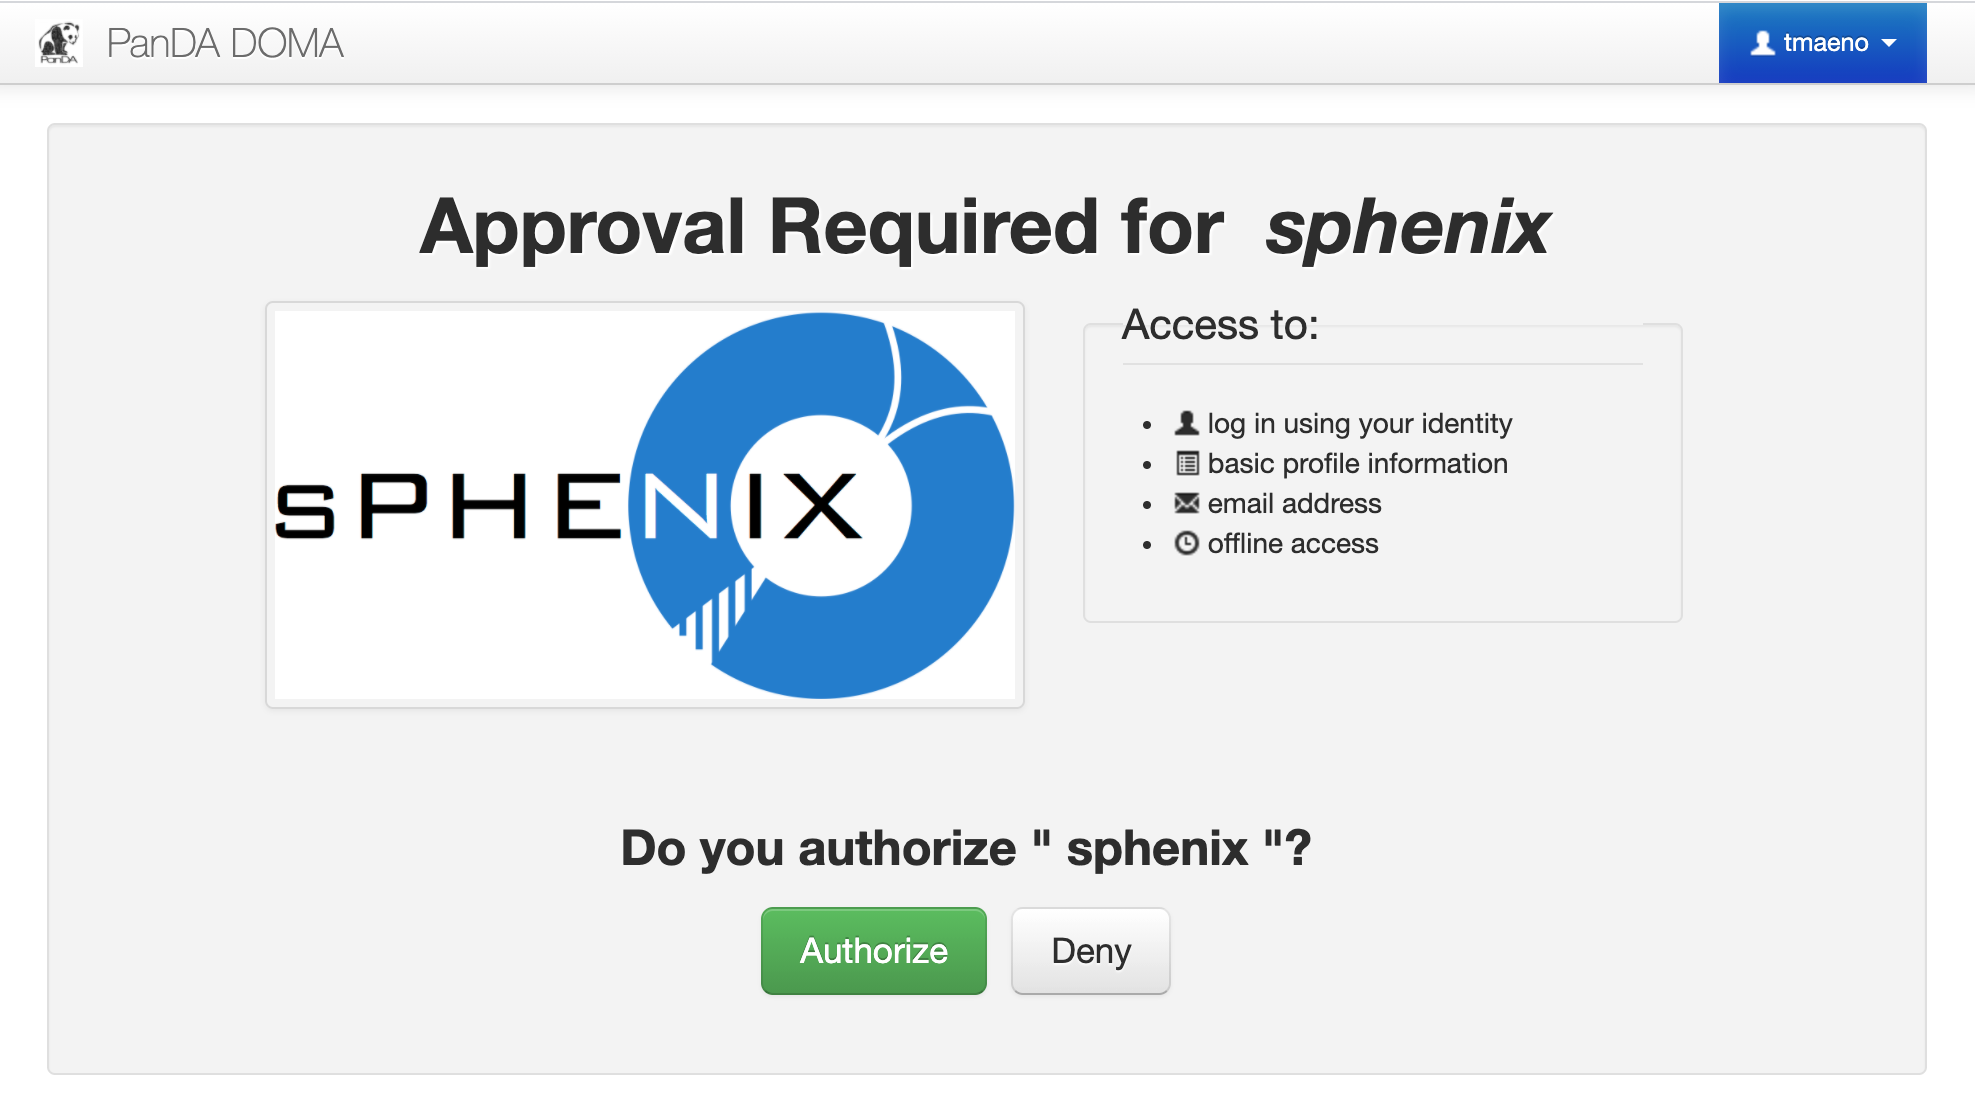 PanDA
PanDA DOMA
tmaeno
Approval Required for sphenix
sPHENIX
Access to:
log in using your identity
basic profile information
email address
offline access
Do you authorize " sphenix "?
Authorize
Deny